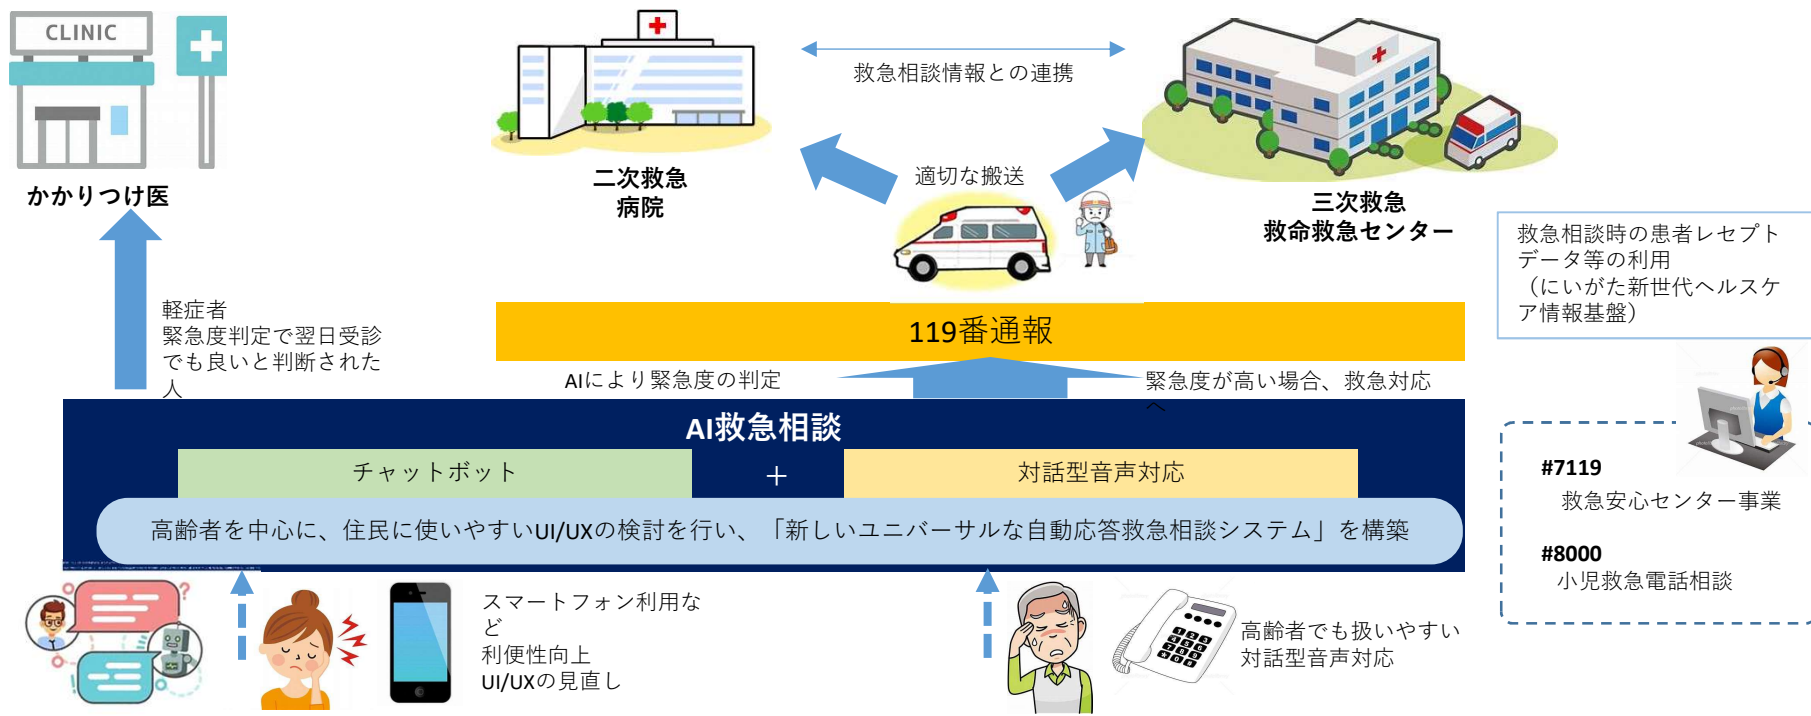 CLINIC
かかりつけ医
二次救急
病院
救急相談情報との連携
適切な搬送
三次救急
救命救急センター
救急相談時の患者レセプト
データ等の利用
（にいがた新世代ヘルスケ
ア情報基盤）
軽症者
緊急度判定で翌日受診
でも良いと判断された
人
119番通報
AIにより緊急度の判定
緊急度が高い場合、救急対応
へ
AI救急相談
チャットボット
+
対話型音声対応
高齢者を中心に、住民に使いやすいUI/UXの検討を行い、「新しいユニバーサルな自動応答救急相談システム」を構築
#7119
救急安心センター事業
#8000
小児救急電話相談
スマートフォン利用な
ど
利便性向上
UI/UXの見直し
高齢者でも扱いやすい
対話型音声対応